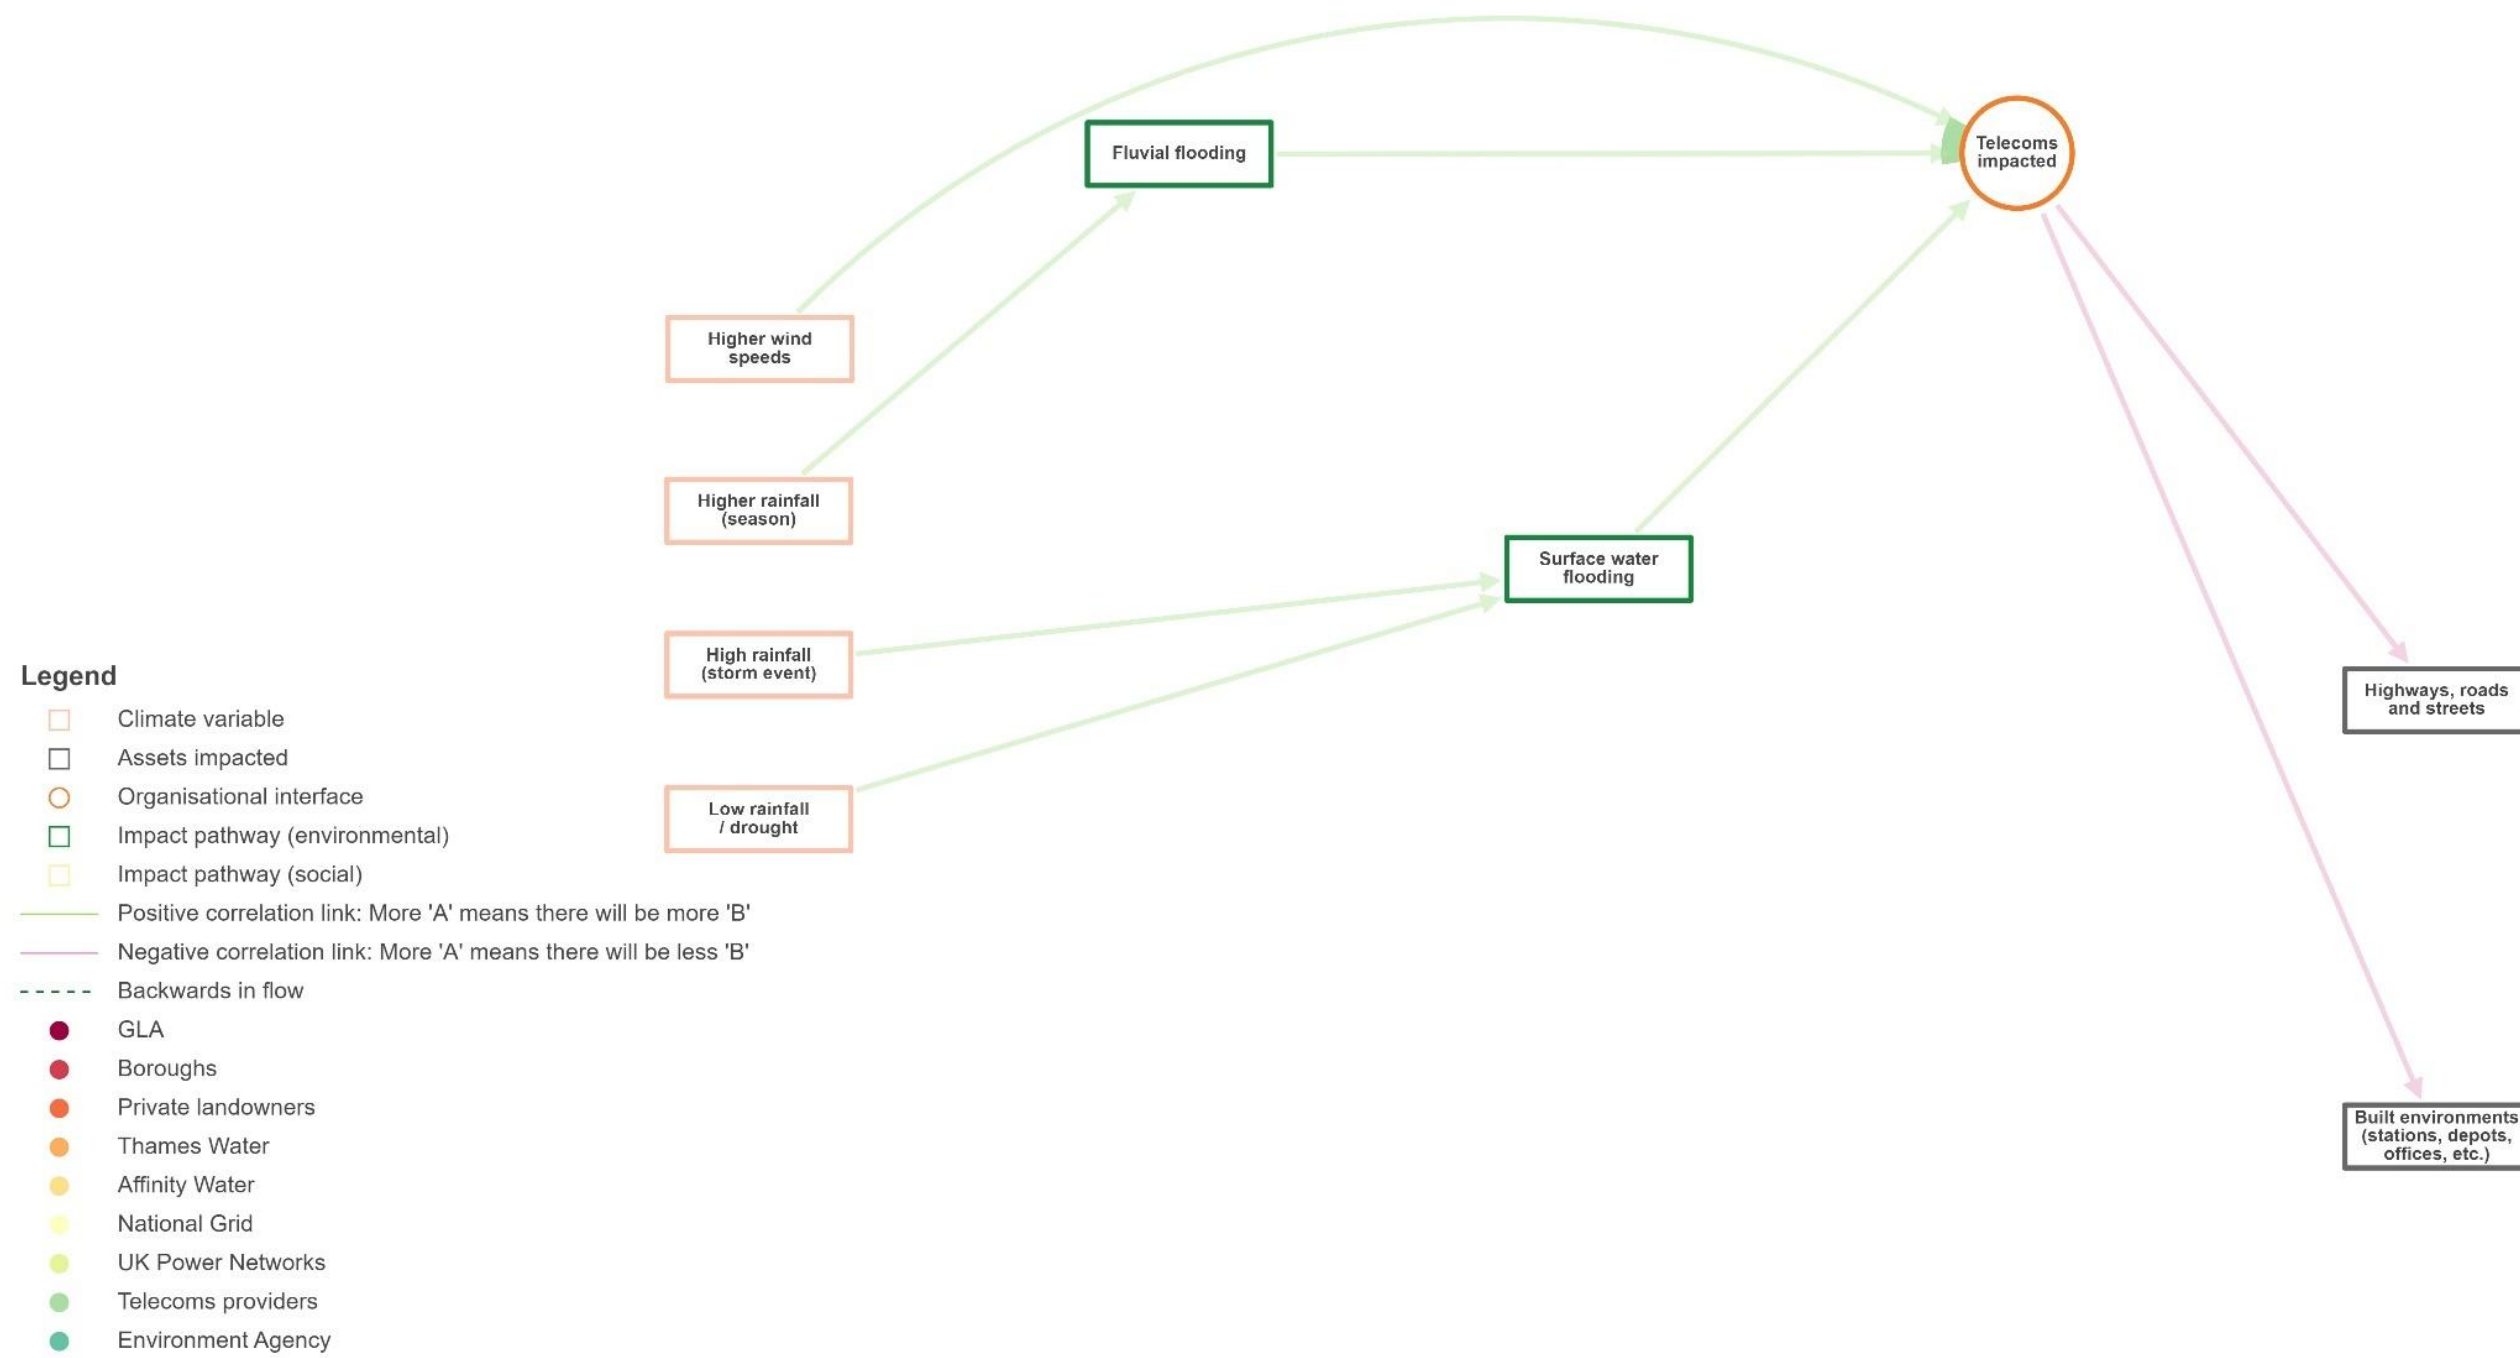 Fluvial flooding
Telecoms
impacted
Higher wind
speeds
Higher rainfall
(season)
Surface water
flooding
High rainfall
(storm event)
Highways, roads
and streets
Low rainfall
/ drought
Built environments
(stations, depots,
offices, etc.)
Legend
Climate variable
Assets impacted
Organisational interface
Impact pathway (environmental)
Impact pathway (social)
Positive correlation link: More 'A' means there will be more 'B'
Negative correlation link: More 'A' means there will be less 'B'
Backwards in flow
GLA
Boroughs
Private landowners
Thames Water
Affinity Water
National Grid
UK Power Networks
Telecoms providers
Environment Agency